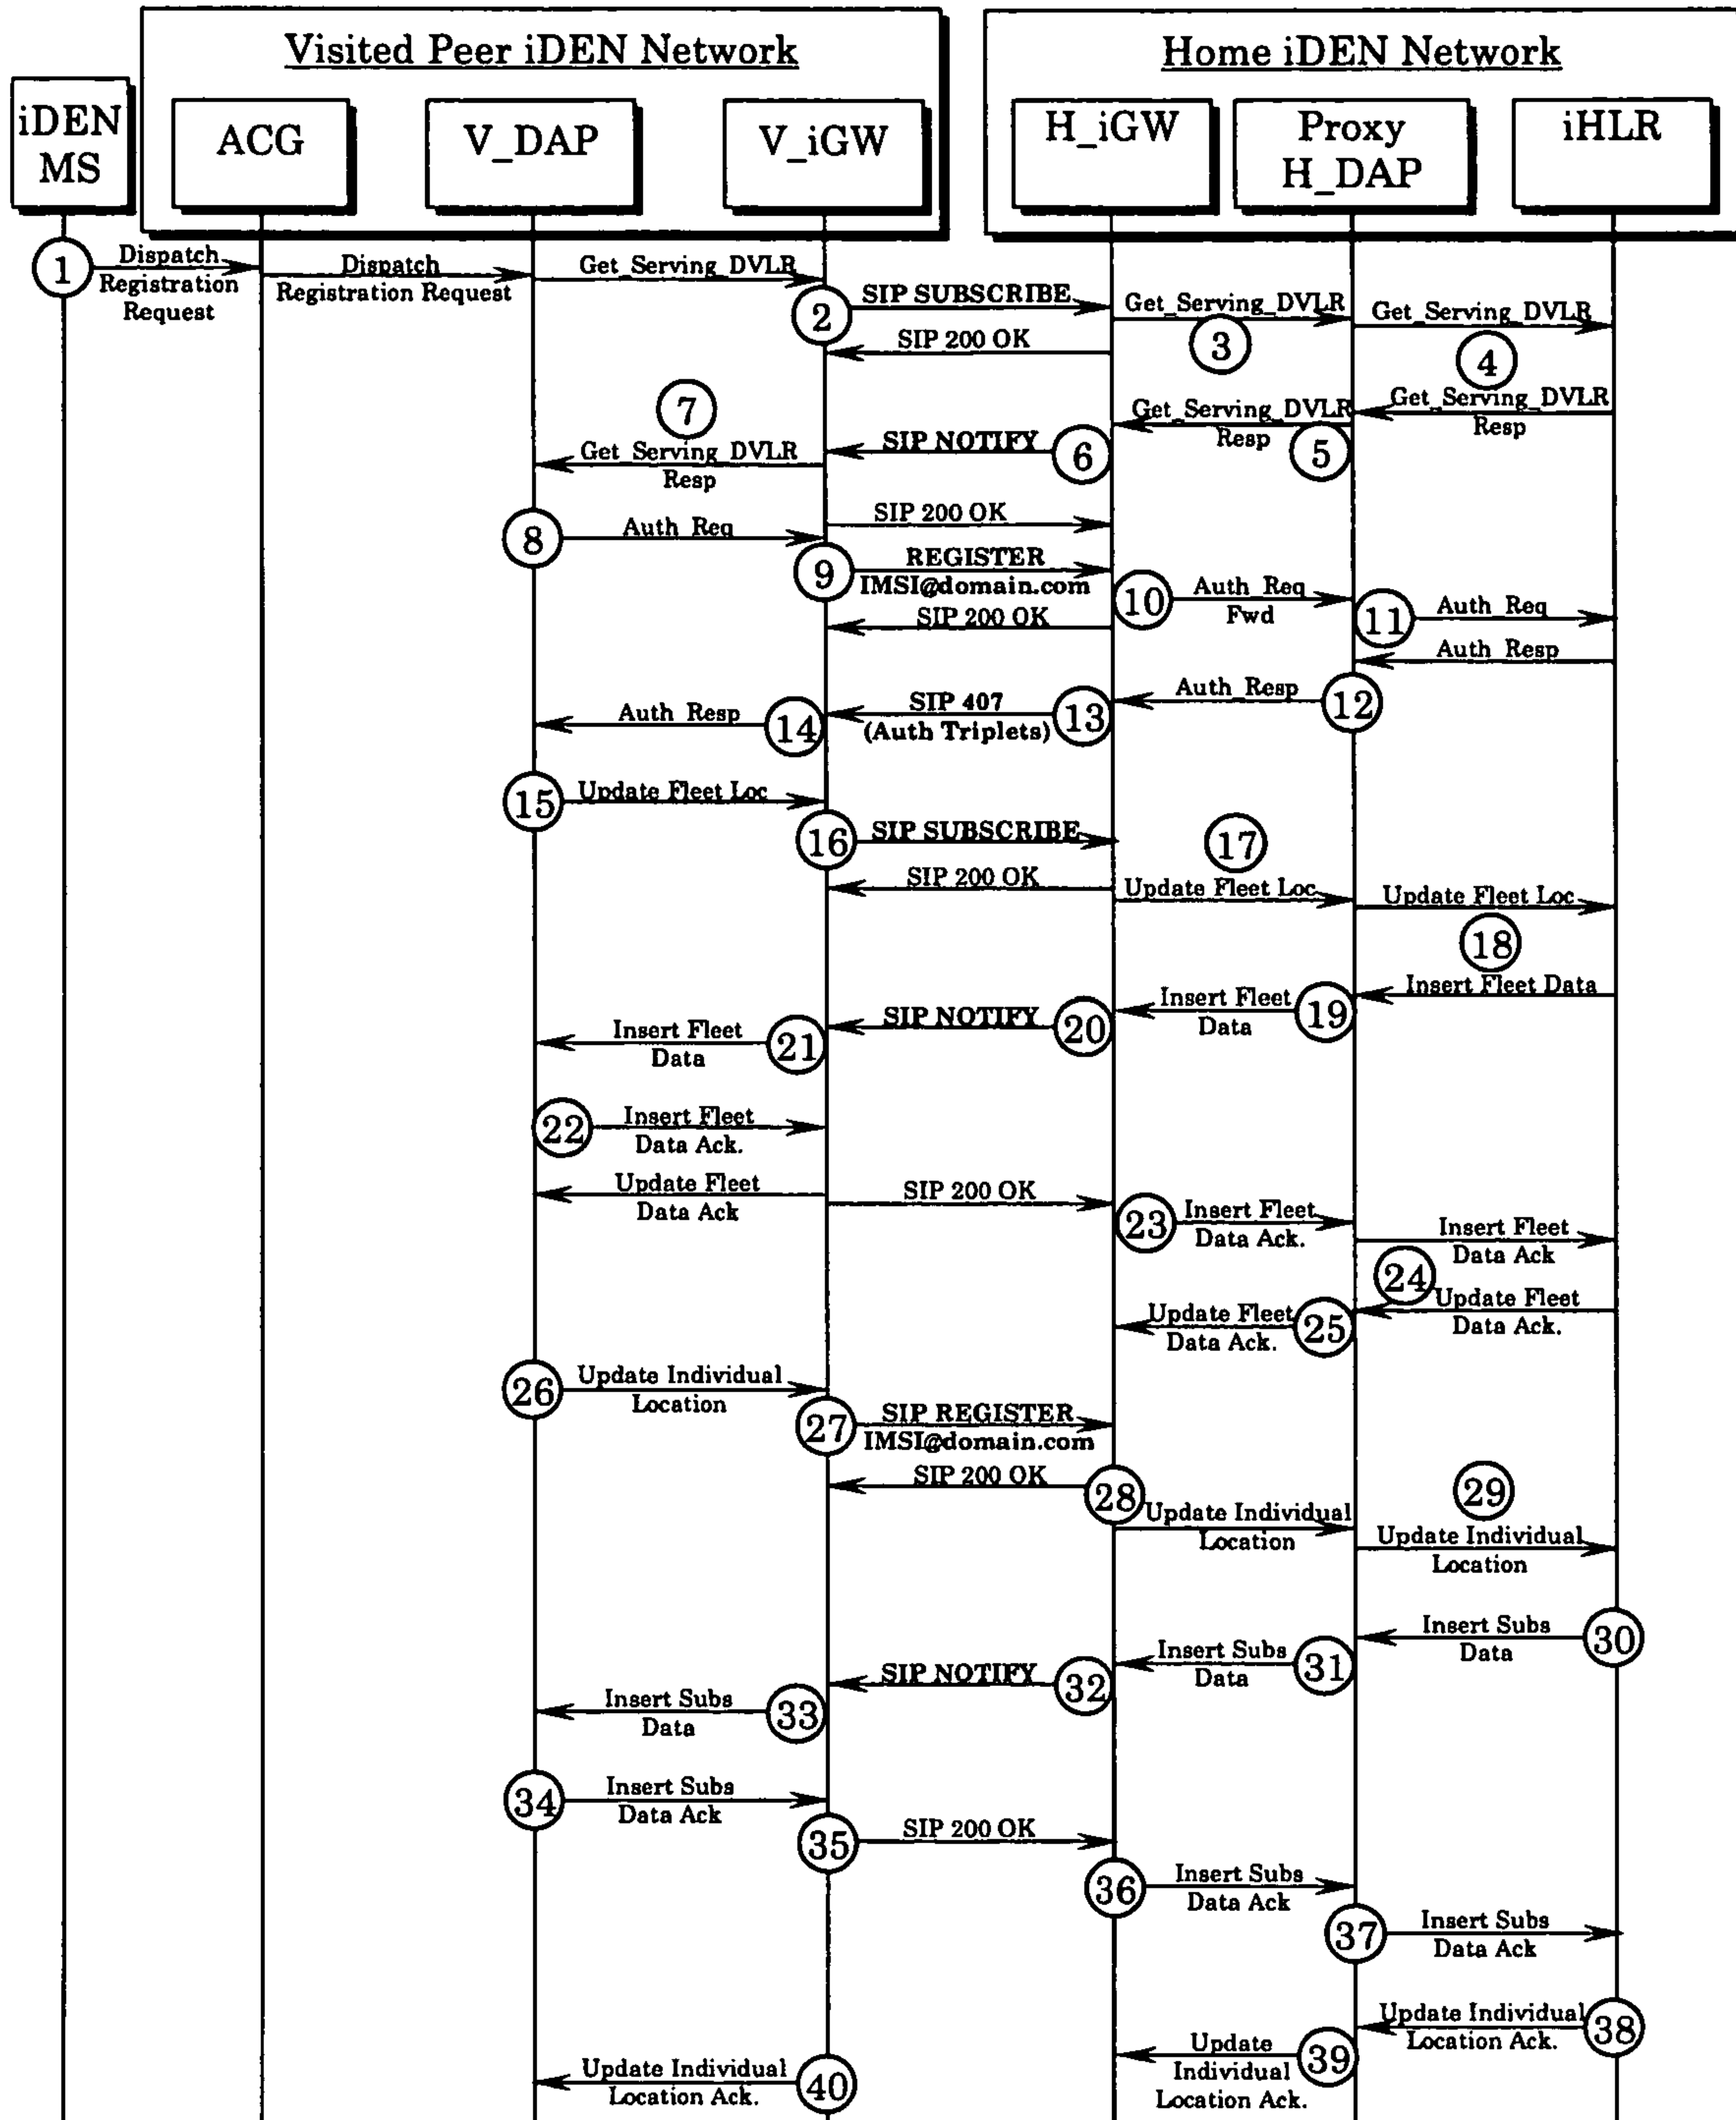 Visited Peer iDEN Network
Home iDEN Network
iDEN
MS
ACG
V_DAP
V_iGW
H_iGW
Proxy
H_DAP
iHLR
1
Dispatch
Registration
Request
Dispatch
Registration Request
Get_Serving_DVLR
2
SIP SUBSCRIBE
Get_Serving_DVLR
3
Get_Serving_DVLR
SIP 200 OK
4
Get_Serving_DVLR
Resp
Get_Serving_DVLR
Resp
5
SIP NOTIFY
6
7
Get_Serving_DVLR
Resp
SIP 200 OK
8
Auth_Req
9
REGISTER
IMSI@domain.com
10
Auth_Req
Fwd
11
Auth_Req
SIP 200 OK
Auth_Resp
Auth_Resp
12
SIP 407
(Auth Triplets)
13
Auth_Resp
14
15
Update Fleet Loc
16
SIP SUBSCRIBE
17
SIP 200 OK
Update Fleet Loc
Update Fleet Loc
18
Insert Fleet Data
Insert Fleet
Data
19
SIP NOTIFY
20
Insert Fleet
Data
21
22
Insert Fleet
Data Ack.
Update Fleet
Data Ack
SIP 200 OK
23
Insert Fleet
Data Ack.
Insert Fleet
Data Ack
24
Update Fleet
Data Ack.
Update Fleet
Data Ack.
25
26
Update Individual
Location
27
SIP REGISTER
IMSI@domain.com
SIP 200 OK
28
Update Individual
Location
29
Update Individual
Location
Insert Subs
Data
30
Insert Subs
Data
31
SIP NOTIFY
32
Insert Subs
Data
33
34
Insert Subs
Data Ack
35
SIP 200 OK
36
Insert Subs
Data Ack
37
Insert Subs
Data Ack
Update Individual
Location Ack.
38
Update
Individual
Location Ack.
39
Update Individual
Location Ack.
40